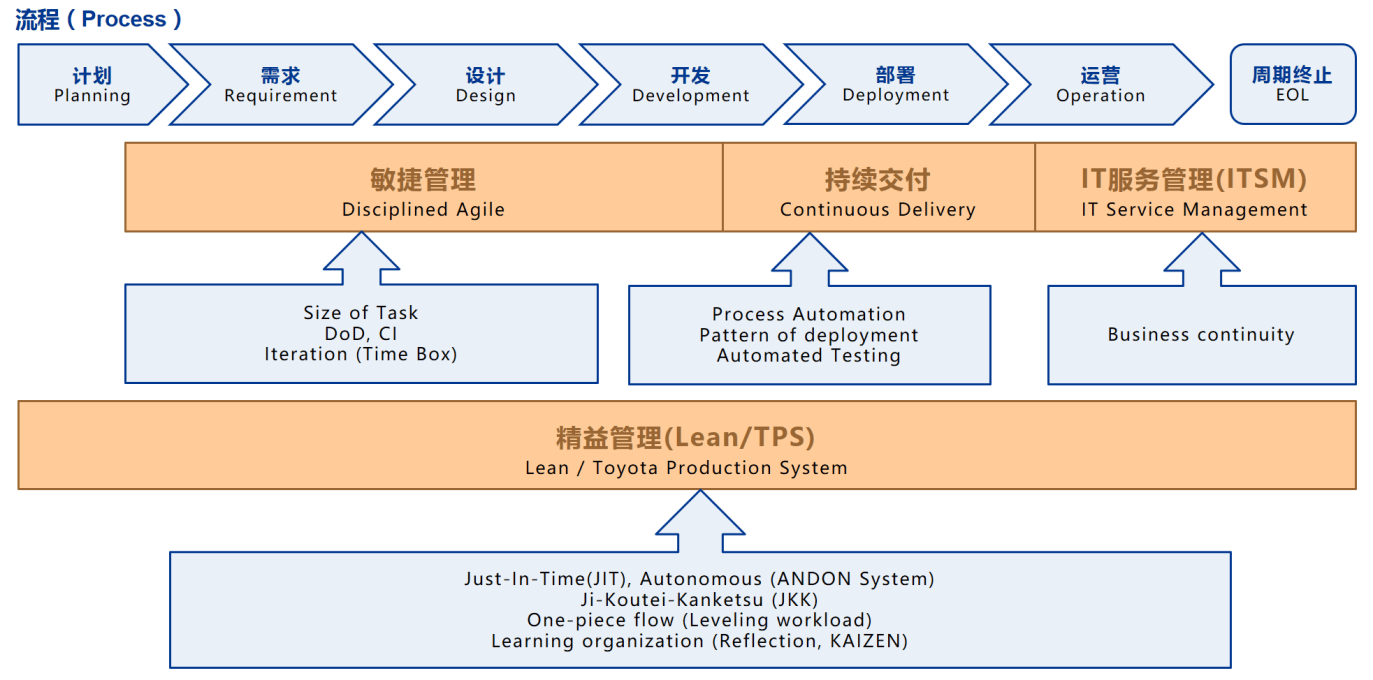 流程（Process）
计划
Planning
需求
Requirement
设计
Design
开发
Development
部署
Deployment
运营
Operation
周期终止
EOL
敏捷管理
Disciplined Agile
持续交付
Continuous Delivery
IT服务管理(ITSM)
IT Service Management
Size of Task
DoD, CI
Iteration (Time Box)
Process Automation
Pattern of deployment
Automated Testing
Business continuity
精益管理(Lean/TPS)
Lean / Toyota Production System
Just-In-Time(JIT), Autonomous (ANDON System)
Ji-Koutei-Kanketsu (JKK)
One-piece flow (Leveling workload)
Learning organization (Reflection, KAIZEN)